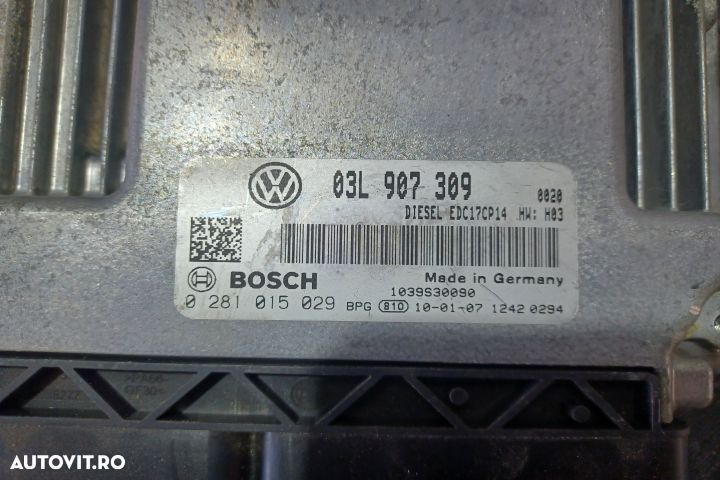 03L 907 309 0020
DIESEL EDC17CP14 HW: H03
BOSCH Made in Germany
1039S30090
0 281 015 029 BPG 810 10-01-07 1242 0294
AUTOVIT.RO